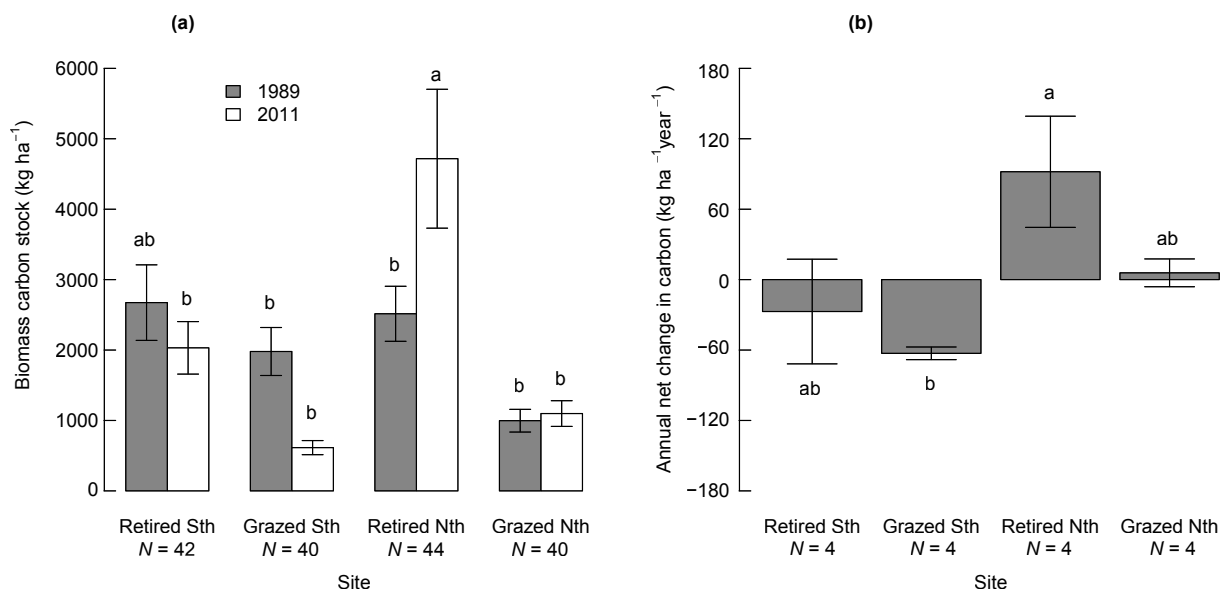 (a)
Biomass carbon stock (kg ha⁻¹)
6000
5000
4000
3000
2000
1000
0
1989
2011
ab
b
b
b
b
a
b
b
Retired Sth
N = 42
Grazed Sth
N = 40
Retired Nth
N = 44
Grazed Nth
N = 40
Site
(b)
Annual net change in carbon (kg ha ⁻¹year ⁻¹)
180
120
60
0
−60
−120
−180
ab
b
a
ab
Retired Sth
N = 4
Grazed Sth
N = 4
Retired Nth
N = 4
Grazed Nth
N = 4
Site